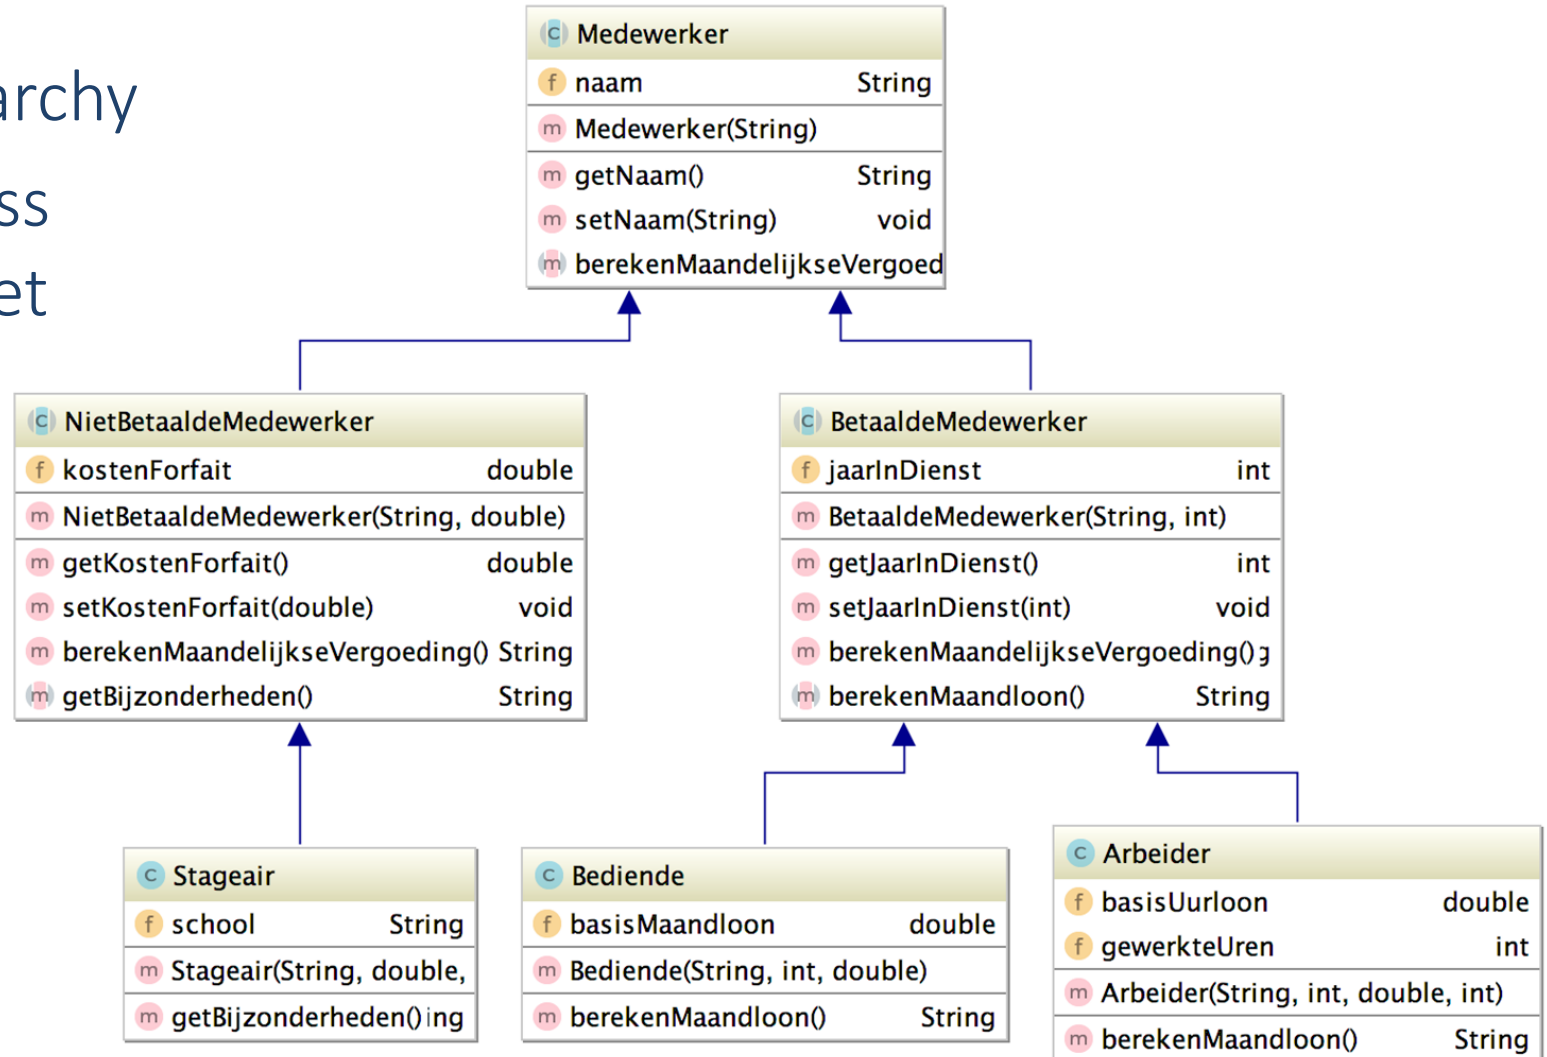 archy
ss
et
C Medewerker
f naam String
m Medewerker(String)
m getNaam() String
m setNaam(String) void
m berekenMaandelijkseVergoed
C NietBetaaldeMedewerker
f kostenForfait double
m NietBetaaldeMedewerker(String, double)
m getKostenForfait() double
m setKostenForfait(double) void
m berekenMaandelijkseVergoeding() String
m getBijzonderheden() String
C BetaaldeMedewerker
f jaarInDienst int
m BetaaldeMedewerker(String, int)
m getJaarInDienst() int
m setJaarInDienst(int) void
m berekenMaandelijkseVergoeding() g
m berekenMaandloon() String
C Stageair
f school String
m Stageair(String, double,
m getBijzonderheden() ing
C Bediende
f basisMaandloon double
m Bediende(String, int, double)
m berekenMaandloon() String
C Arbeider
f basisUurloon double
f gewerkteUren int
m Arbeider(String, int, double, int)
m berekenMaandloon() String